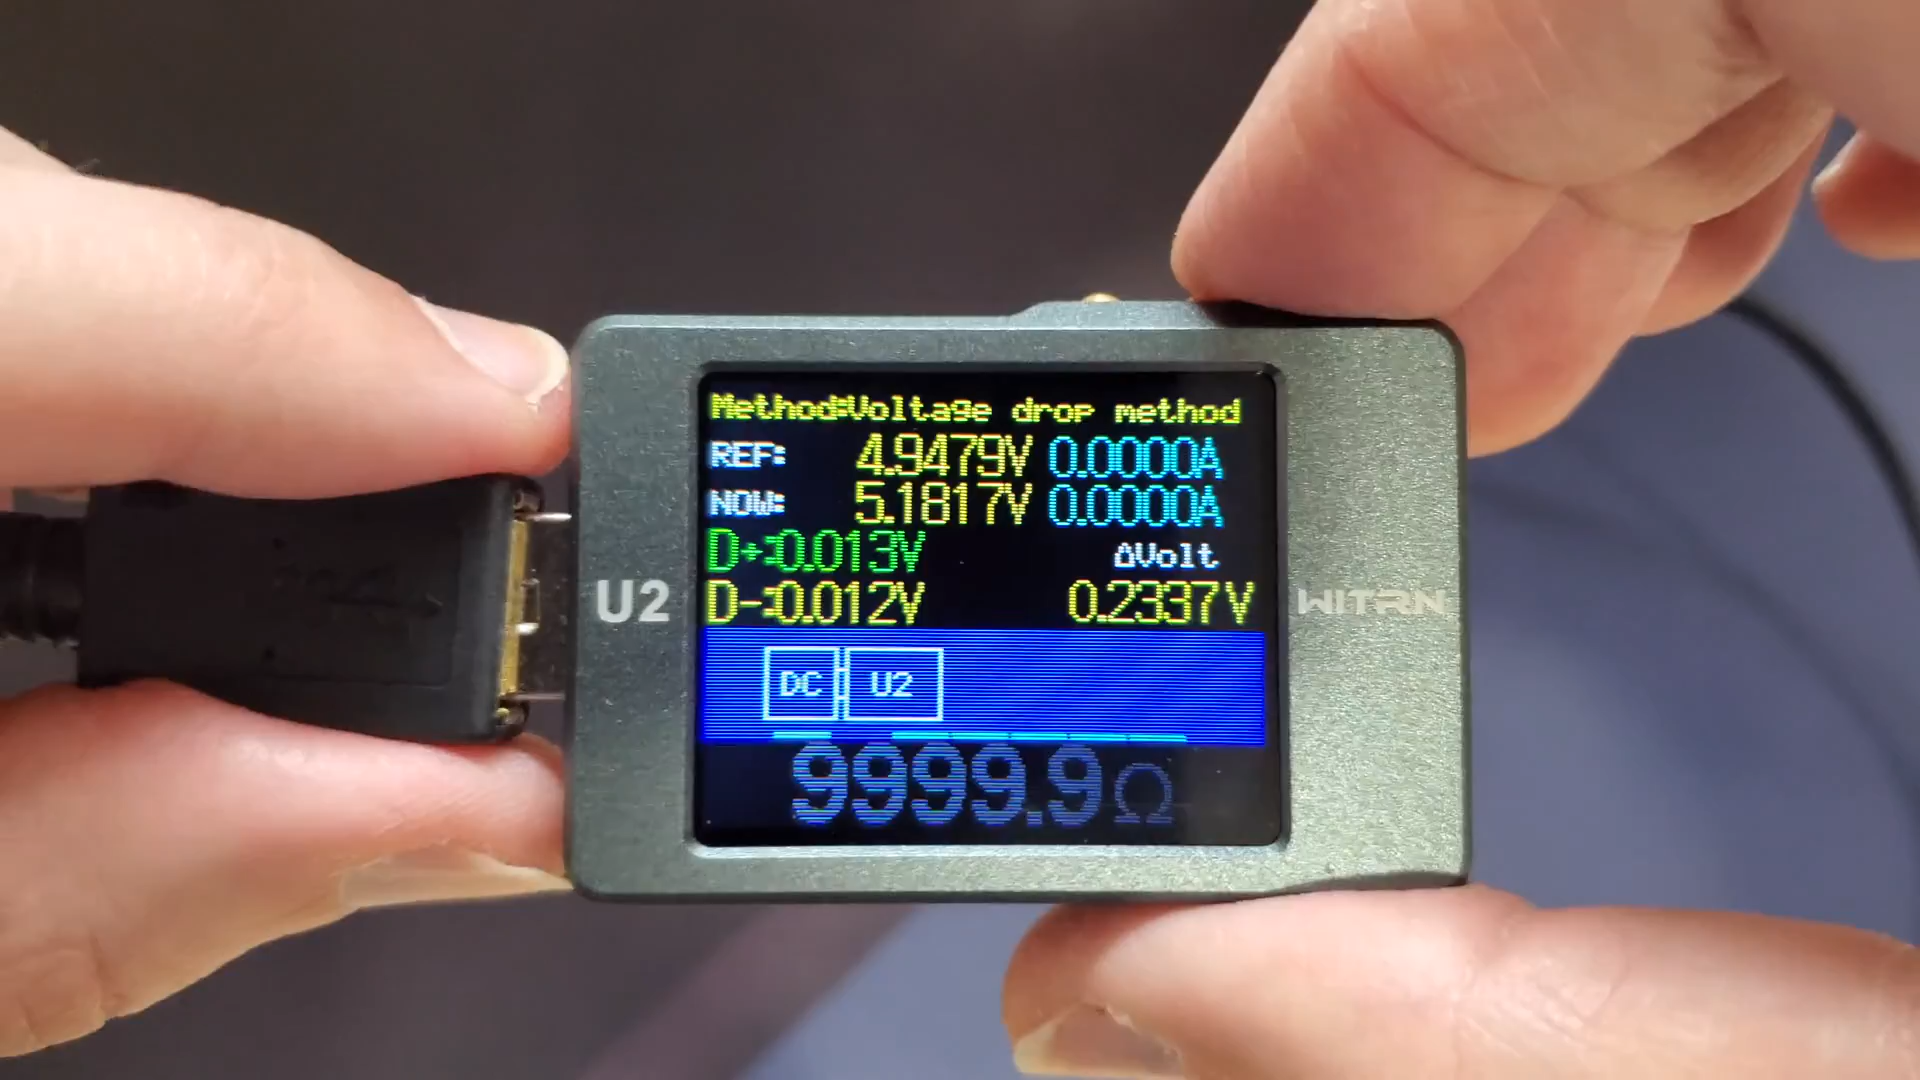 Method:Voltage drop method
REF: 4.9479V 0.0000A
NOW: 5.1817V 0.0000A
D+:0.013V ΔVolt
D-:0.012V 0.2337V
U2
WITRN
DC U2
9999.9Ω